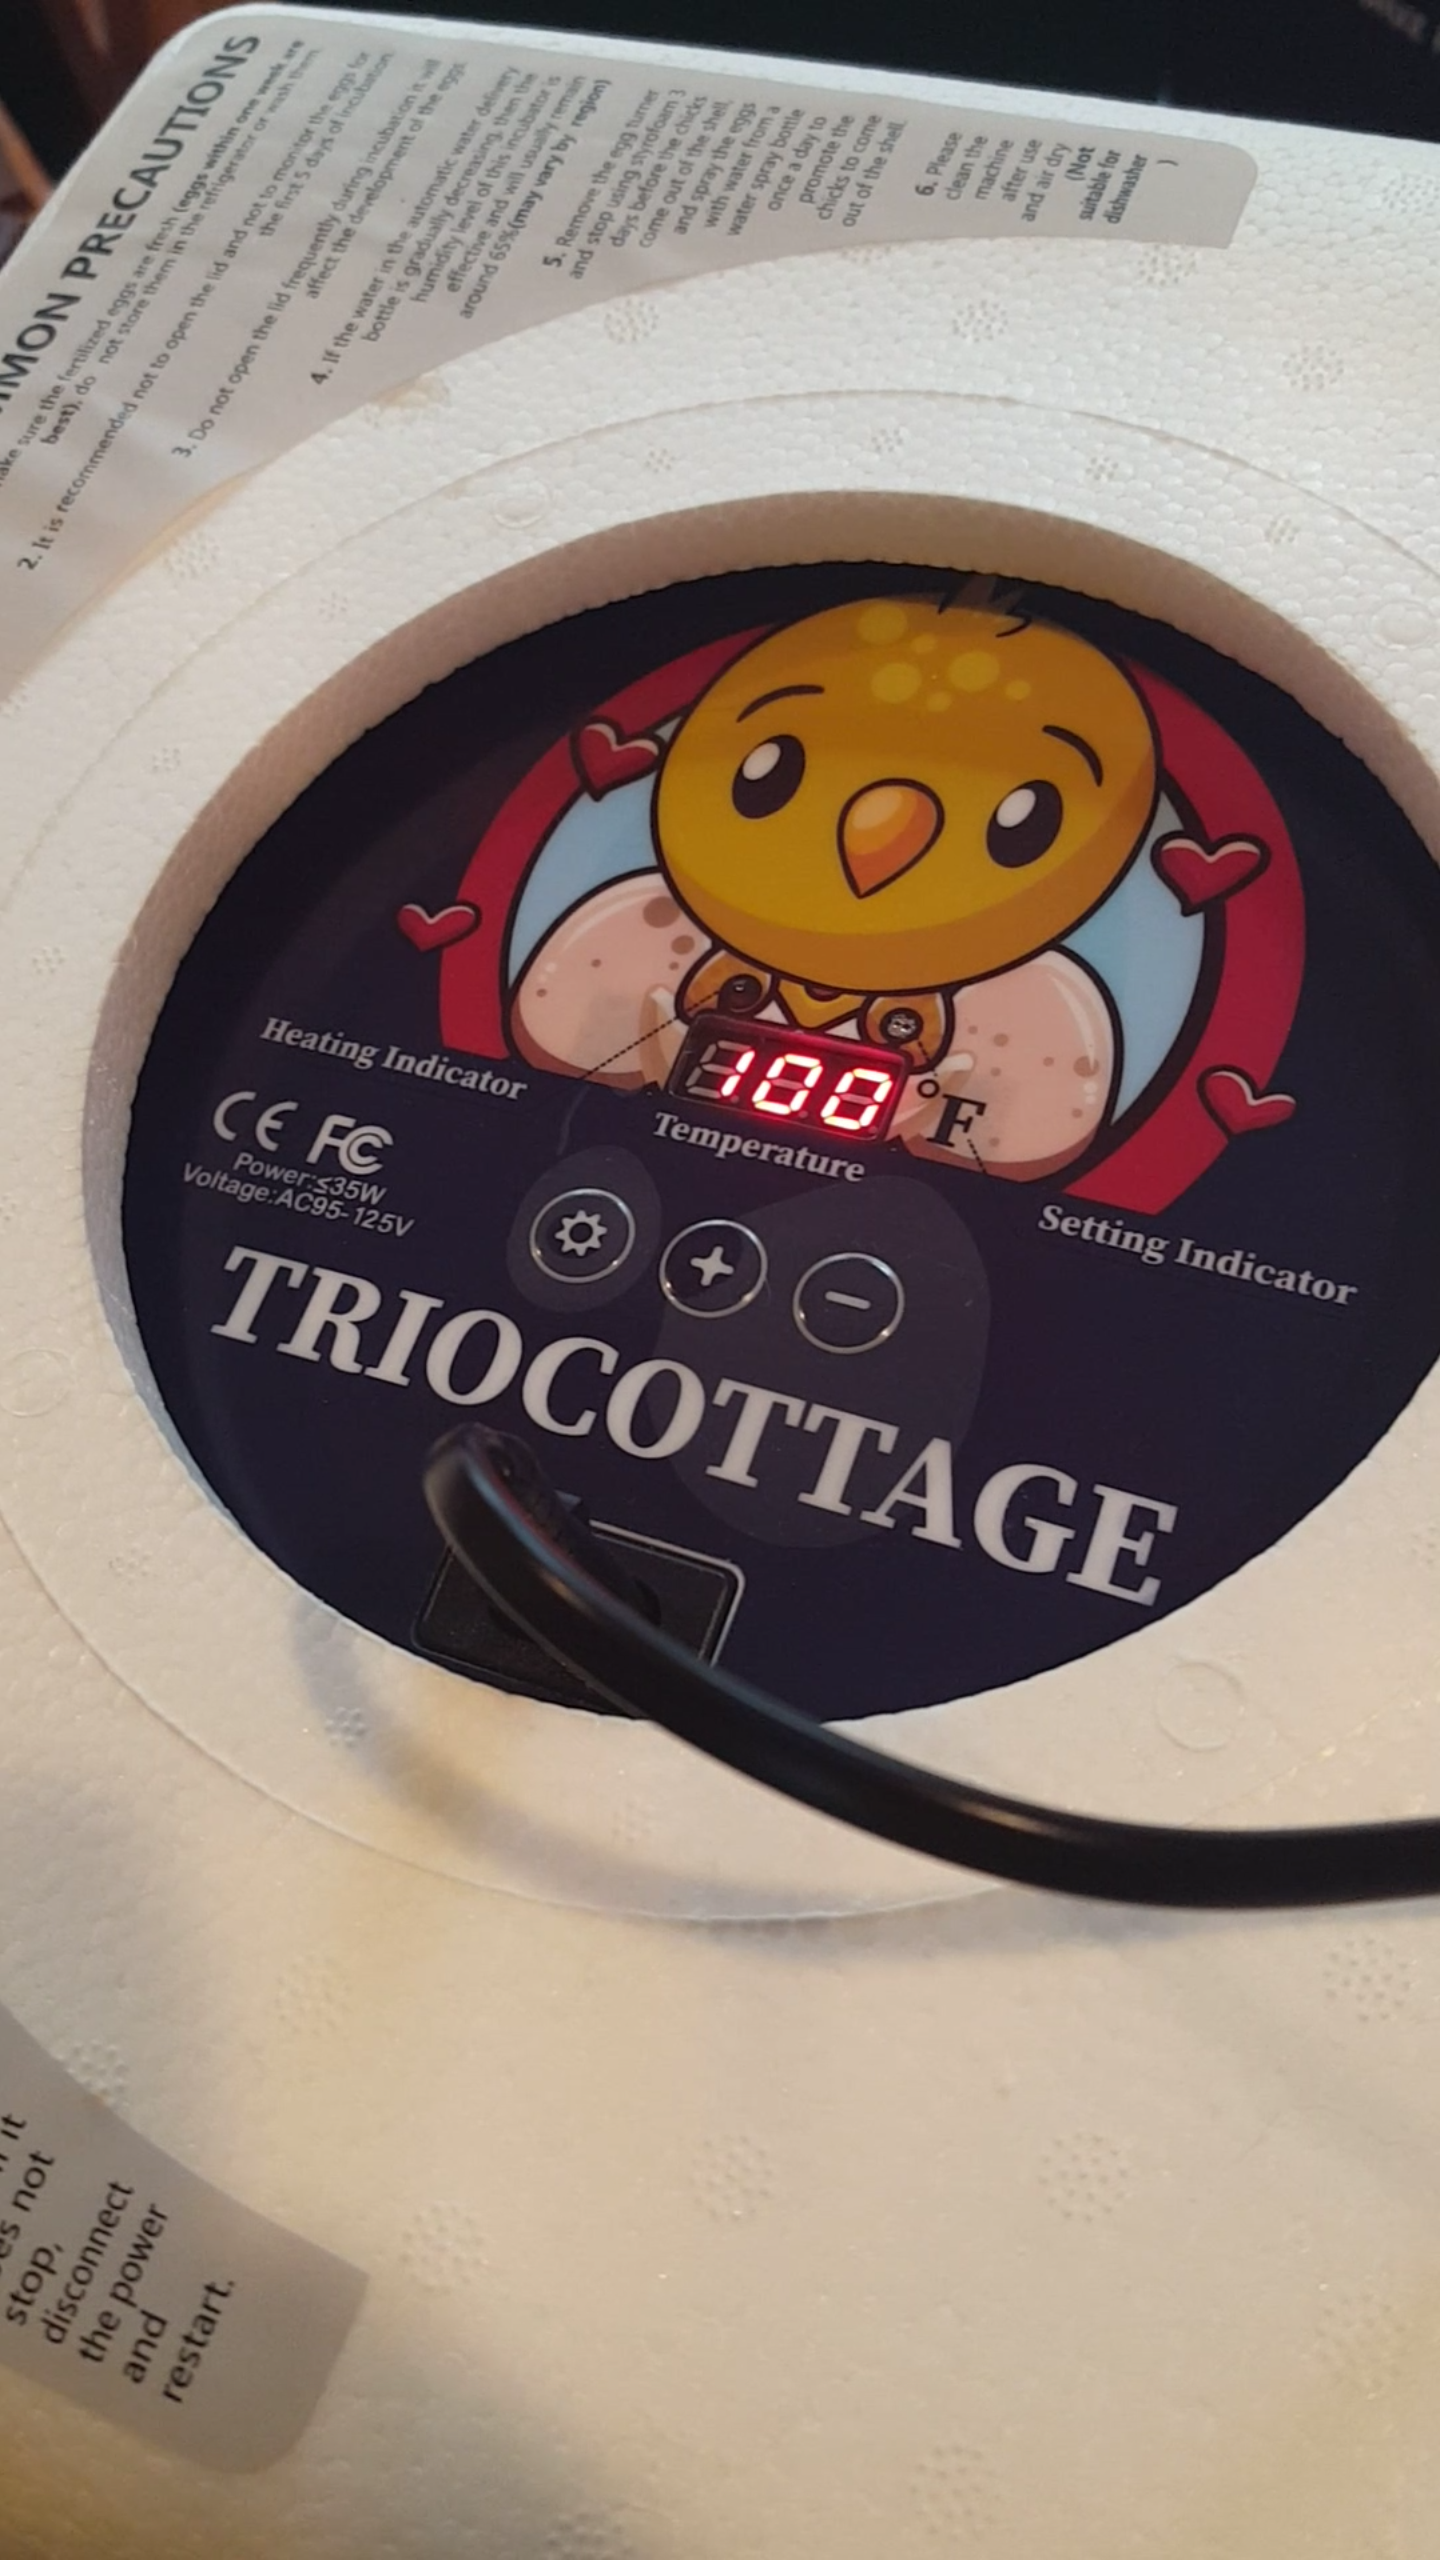 MMON PRECAUTIONS
ake sure the fertilized eggs are fresh (eggs within one week are
best), do not store them in the refrigerator or wash them.
2. It is recommended not to open the lid and not to monitor the eggs for
the first 5 days of incubation.
3. Do not open the lid frequently during incubation it will
affect the development of the eggs.
4. If the water in the automatic water delivery
bottle is gradually decreasing, then the
humidity level of this incubator is
effective and will usually remain
around 65%(may vary by region)
5. Remove the egg turner
and stop using styrofoam 3
days before the chicks
come out of the shell,
and spray the eggs
with water from a
water spray bottle
once a day to
promote the
chicks to come
out of the shell.
6. Please
clean the
machine
after use
and air dry
(Not
suitable for
dishwasher
)
Heating Indicator
100
°F
Temperature
Setting Indicator
CE FC
Power:≤35W
Voltage:AC95-125V
TRIOCOTTAGE
it
es not
stop,
disconnect
the power
and
restart.